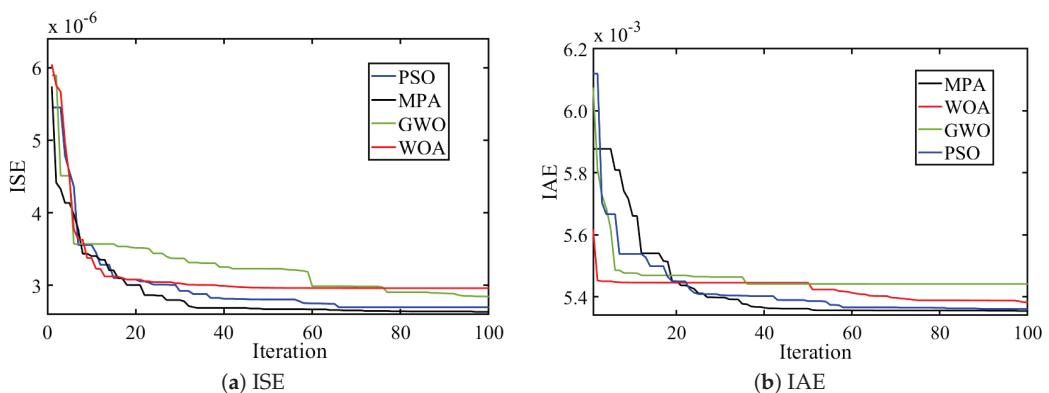 x 10^-6
6
5
4
3
ISE
0
20
40
60
80
100
Iteration
PSO
MPA
GWO
WOA
(a) ISE
x 10^-3
6.2
6.0
5.8
5.6
5.4
IAE
20
40
60
80
100
Iteration
MPA
WOA
GWO
PSO
(b) IAE